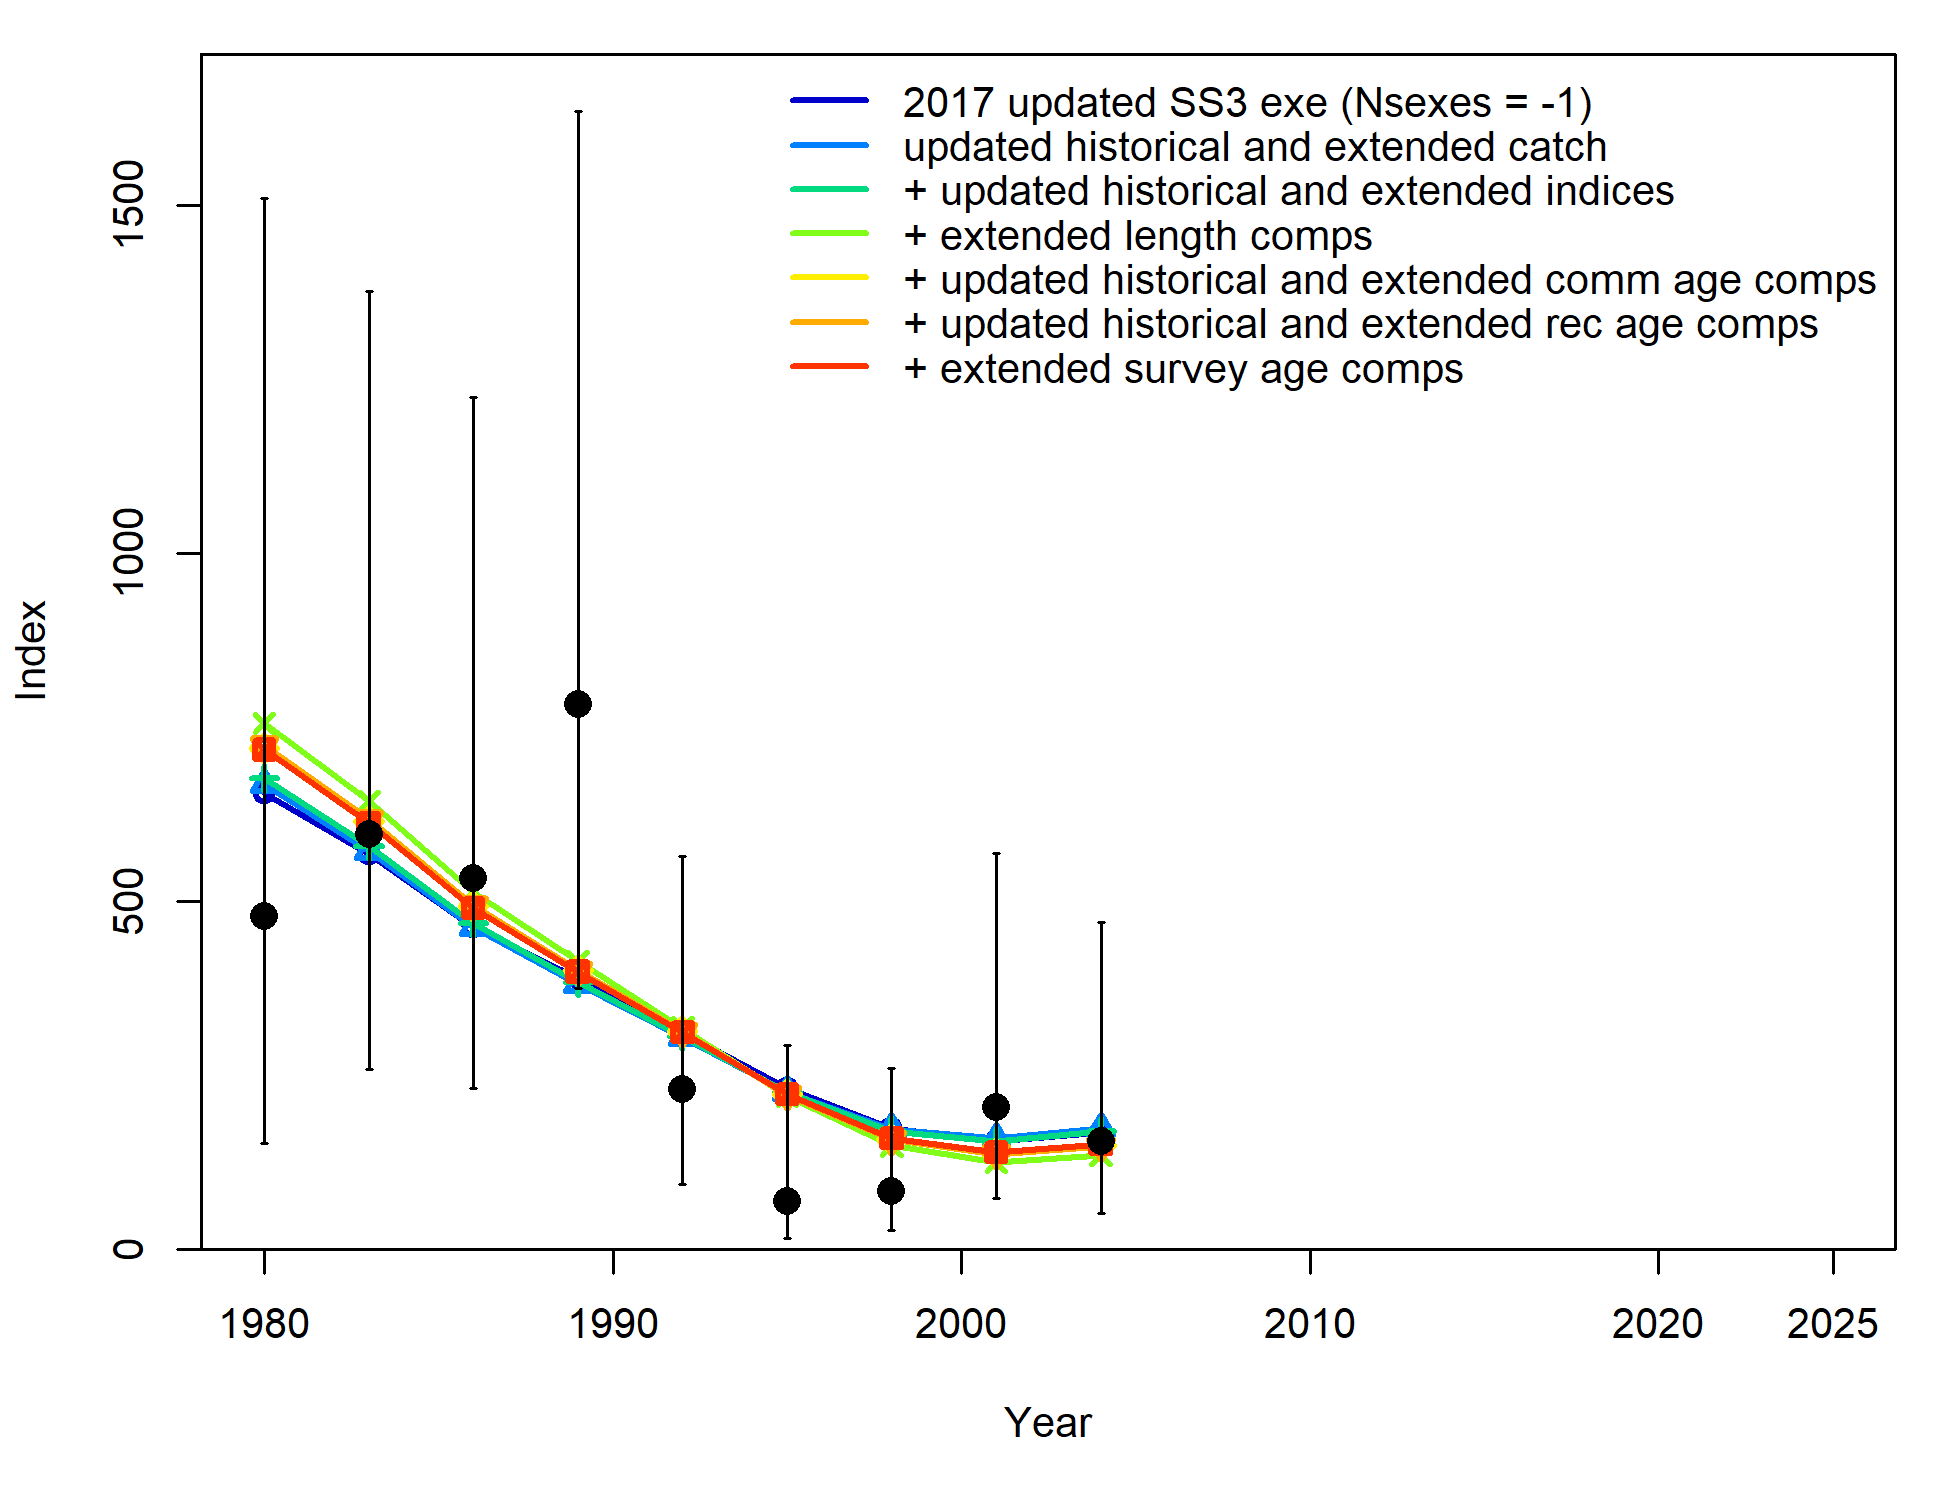 2017 updated SS3 exe (Nsexes = -1)
updated historical and extended catch
+ updated historical and extended indices
+ extended length comps
+ updated historical and extended comm age comps
+ updated historical and extended rec age comps
+ extended survey age comps
1500
1000
500
0
Index
1980 1990 2000 2010 2020 2025
Year